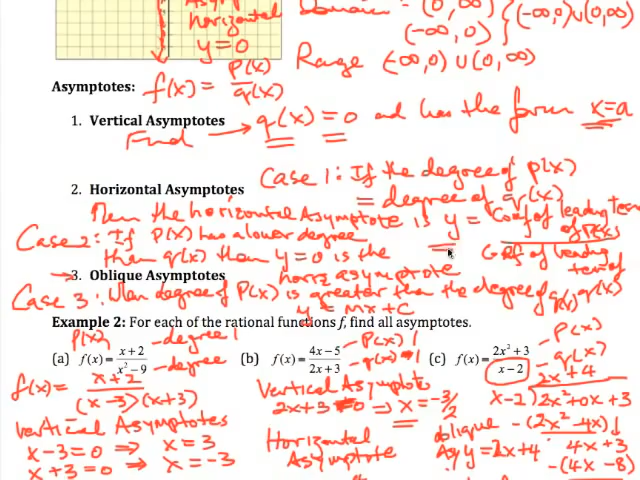 horizontal
y = 0
Domain = (0, ∞)
(-∞, 0)
{(-∞,0) ∪ (0, ∞)
Range (-∞,0) ∪ (0, ∞)
Asymptotes: f(x) = P(x)/q(x)
1. Vertical Asymptotes
Find → q(x) = 0 and has the form x = a
Case 1: If the degree of P(x)
= degree of q(x)
2. Horizontal Asymptotes
Then the horizontal Asymptote is y = Coef of leading term of P(x)
Coef of leading term of q(x)
Case 2: If P(x) has a lower degree
than q(x) then y = 0 is the
horiz asymptote
3. Oblique Asymptotes
Case 3: When degree of P(x) is greater than the degree of q(x)
y = mx + c
Example 2: For each of the rational functions f, find all asymptotes.
(a) f(x) = x+2/x²-9
P(x) - degree 1
- degree
f(x) = x+2/(x-3)(x+3)
Vertical Asymptotes
x-3=0 ⇒ x = 3
x+3=0 ⇒ x = -3
(b) f(x) = 4x-5/2x+3
P(x) 1
q(x) 1
Vertical Asymptote
2x+3 = 0 ⇒ x = -3/2
Horizontal
Asymptote
(c) f(x) = 2x²+3/x-2
P(x)
q(x)
2x+4
x-2 2x²+0x+3
-(2x²-4x)↓
4x+3
-(4x-8)
oblique
Asy y = 2x+4